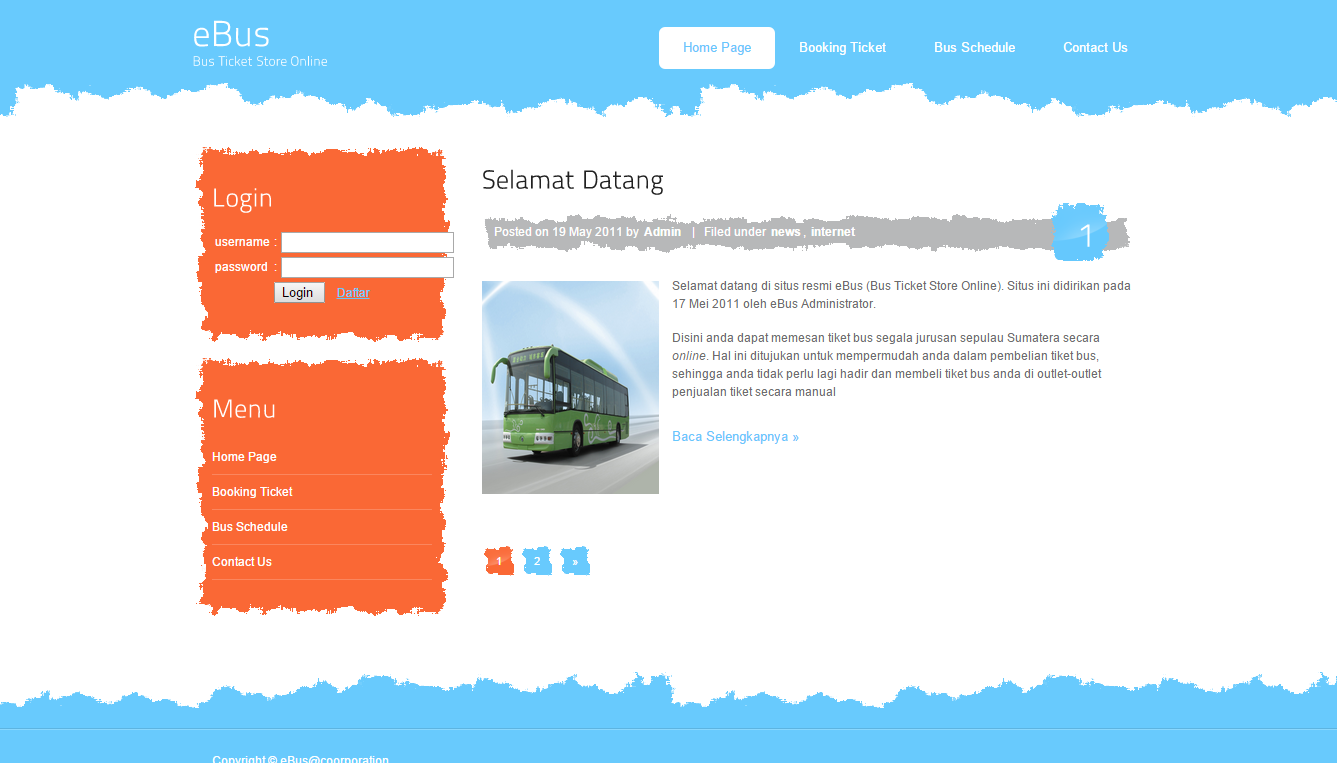 eBus
Bus Ticket Store Online
Home Page
Booking Ticket
Bus Schedule
Contact Us
Login
username :
password :
Login
Daftar
Menu
Home Page
Booking Ticket
Bus Schedule
Contact Us
Selamat Datang
Posted on 19 May 2011 by Admin | Filed under news , internet
1
Selamat datang di situs resmi eBus (Bus Ticket Store Online). Situs ini didirikan pada
17 Mei 2011 oleh eBus Administrator.
Disini anda dapat memesan tiket bus segala jurusan sepulau Sumatera secara
online. Hal ini ditujukan untuk mempermudah anda dalam pembelian tiket bus,
sehingga anda tidak perlu lagi hadir dan membeli tiket bus anda di outlet-outlet
penjualan tiket secara manual
Baca Selengkapnya »
1
2
»
Copyright © eBus@coorporation